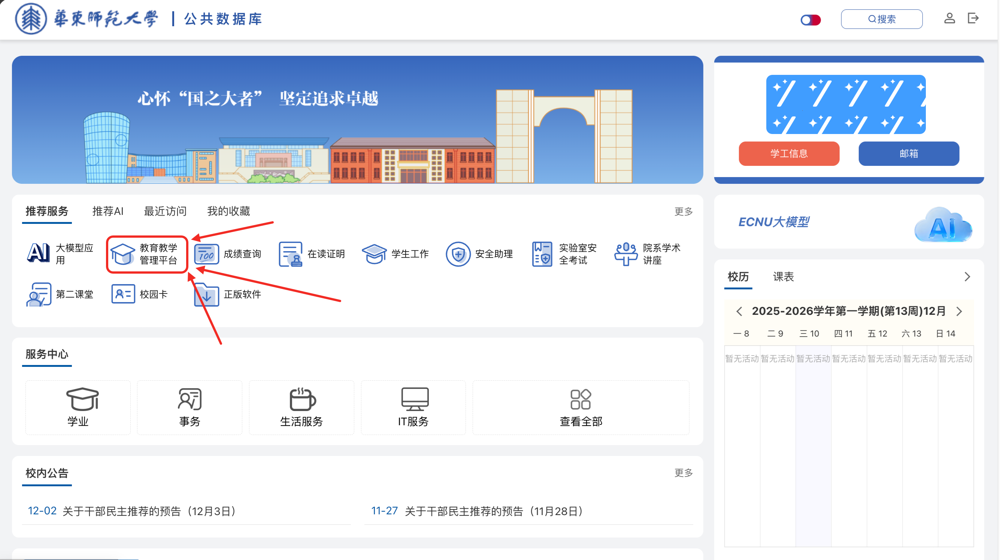 華東師範大學 | 公共数据库
搜索
心怀“国之大者” 坚定追求卓越
学工信息
邮箱
推荐服务
推荐AI
最近访问
我的收藏
更多
AI
大模型应
用
教育教学
管理平台
100
成绩查询
在读证明
学生工作
安全助理
实验室安
全考试
院系学术
讲座
第二课堂
校园卡
正版软件
ECNU大模型
AI
校历
课表
2025-2026学年第一学期(第13周)12月
一 8
二 9
三 10
四 11
五 12
六 13
日 14
暂无活动
暂无活动
暂无活动
暂无活动
暂无活动
暂无活动
暂无活动
服务中心
学业
事务
生活服务
IT服务
查看全部
校内公告
更多
12-02 关于干部民主推荐的预告（12月3日）
11-27 关于干部民主推荐的预告（11月28日）